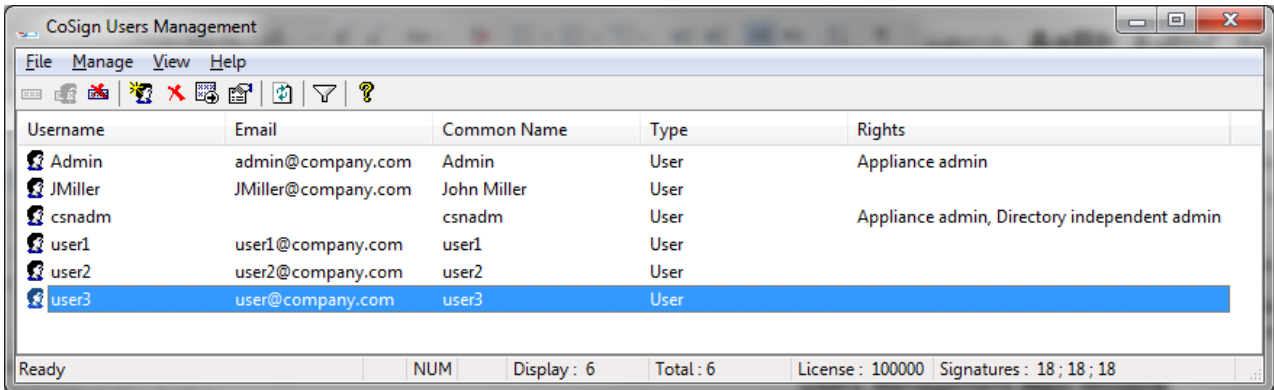 CoSign Users Management
File Manage View Help
Username Email Common Name Type Rights
Admin admin@company.com Admin User Appliance admin
JMiller JMiller@company.com John Miller User
csnadm csnadm User Appliance admin, Directory independent admin
user1 user1@company.com user1 User
user2 user2@company.com user2 User
user3 user@company.com user3 User
Ready NUM Display : 6 Total : 6 License : 100000 Signatures : 18 ; 18 ; 18